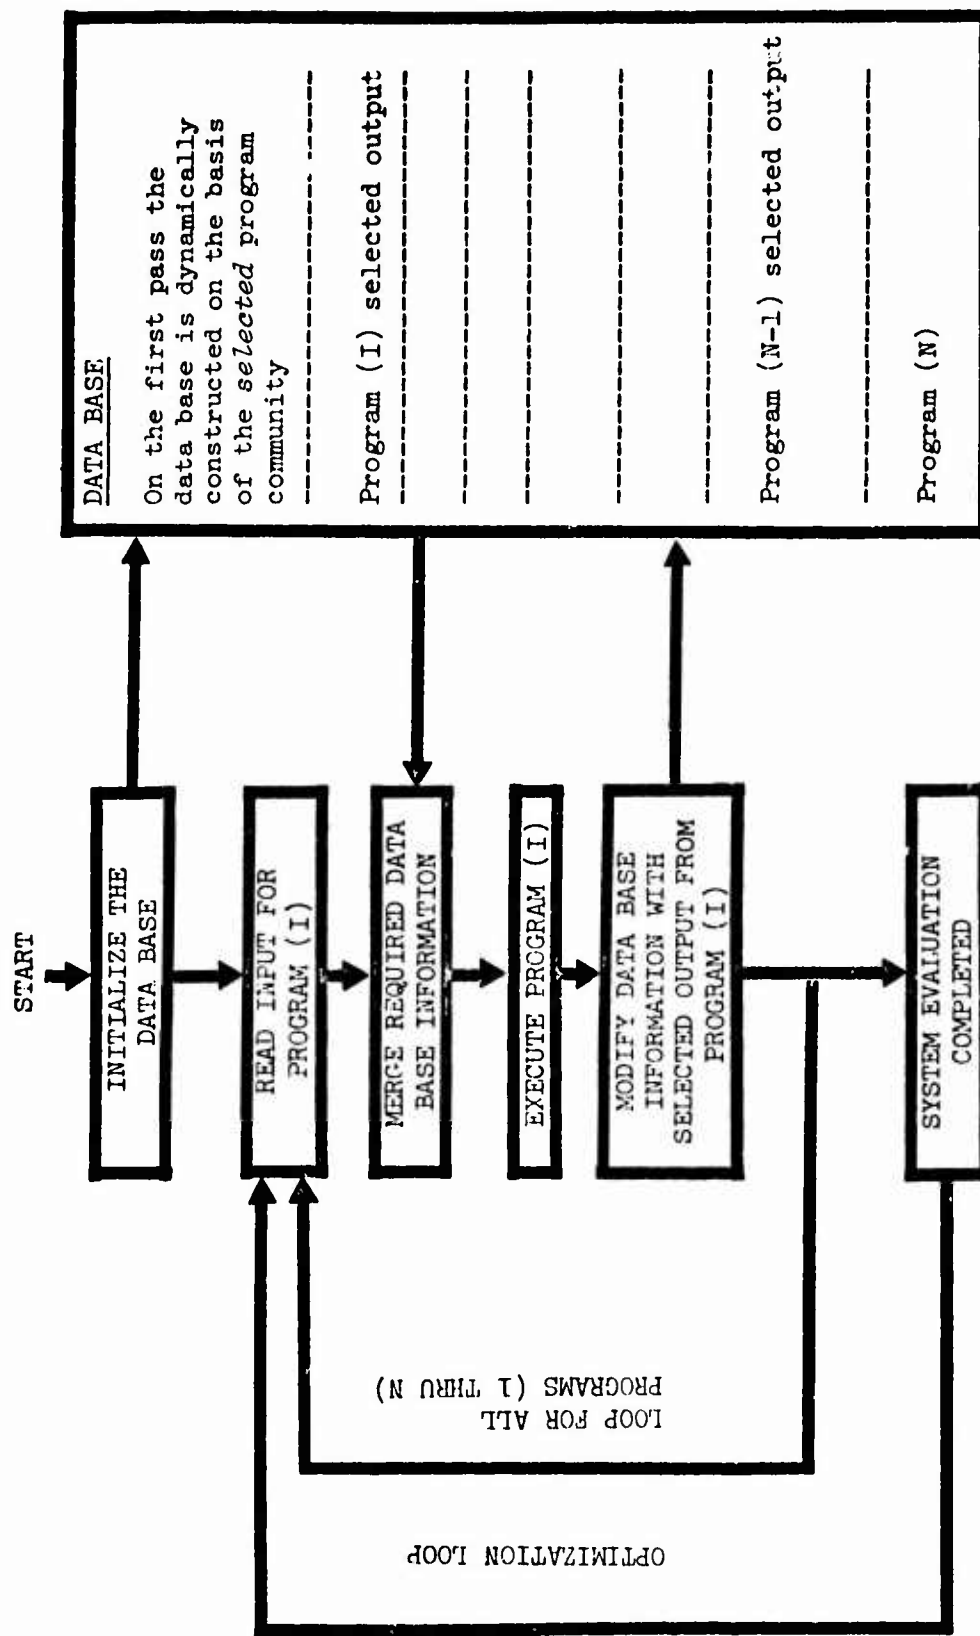 START
INITIALIZE THE
DATA BASE
READ INPUT FOR
PROGRAM (I)
MERGE REQUIRED DATA
BASE INFORMATION
EXECUTE PROGRAM (I)
MODIFY DATA BASE
INFORMATION WITH
SELECTED OUTPUT FROM
PROGRAM (I)
SYSTEM EVALUATION
COMPLETED
LOOP FOR ALL
PROGRAMS (1 THRU N)
OPTIMIZATION LOOP
DATA BASE
On the first pass the
data base is dynamically
constructed on the basis
of the selected program
community
Program (I) selected output
Program (N-1) selected output
Program (N)